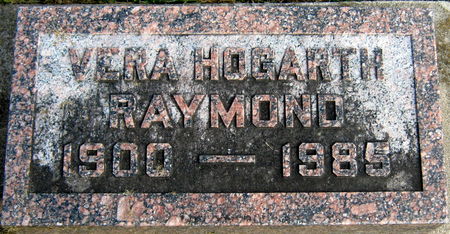 VERA HOGARTH
RAYMOND
1900 — 1985